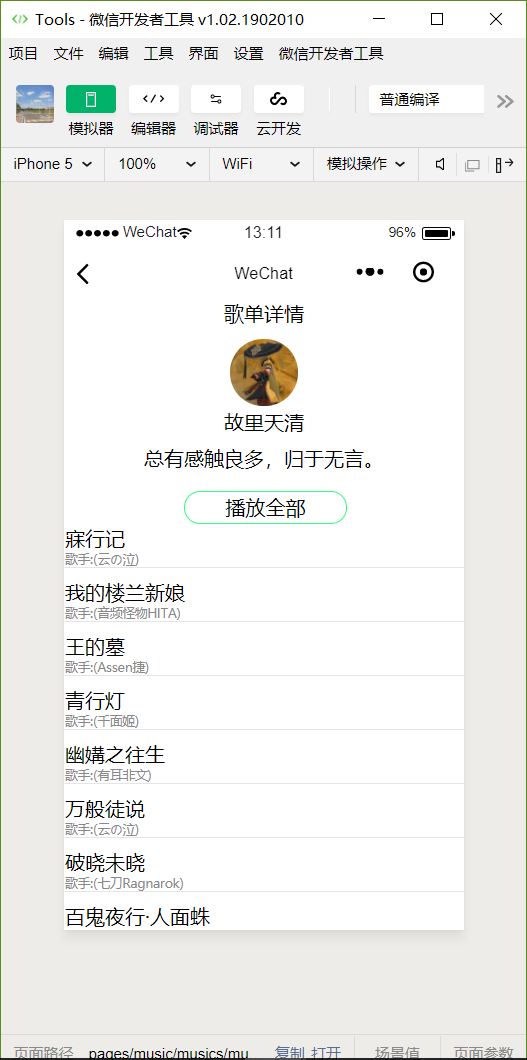 Tools - 微信开发者工具 v1.02.1902010
项目 文件 编辑 工具 界面 设置 微信开发者工具
普通编译
模拟器 编辑器 调试器 云开发
iPhone 5 100% WiFi 模拟操作
WeChat 13:11 96%
WeChat
歌单详情
故里天清
总有感触良多，归于无言。
播放全部
寐行记
歌手:(云の泣)
我的楼兰新娘
歌手:(音频怪物HITA)
王的墓
歌手:(Assen捷)
青行灯
歌手:(千面姬)
幽媾之往生
歌手:(有耳非文)
万般徒说
歌手:(云の泣)
破晓未晓
歌手:(七刀Ragnarok)
百鬼夜行·人面蛛
页面路径 pages/music/musics/mu 复制 打开 场景值 页面参数